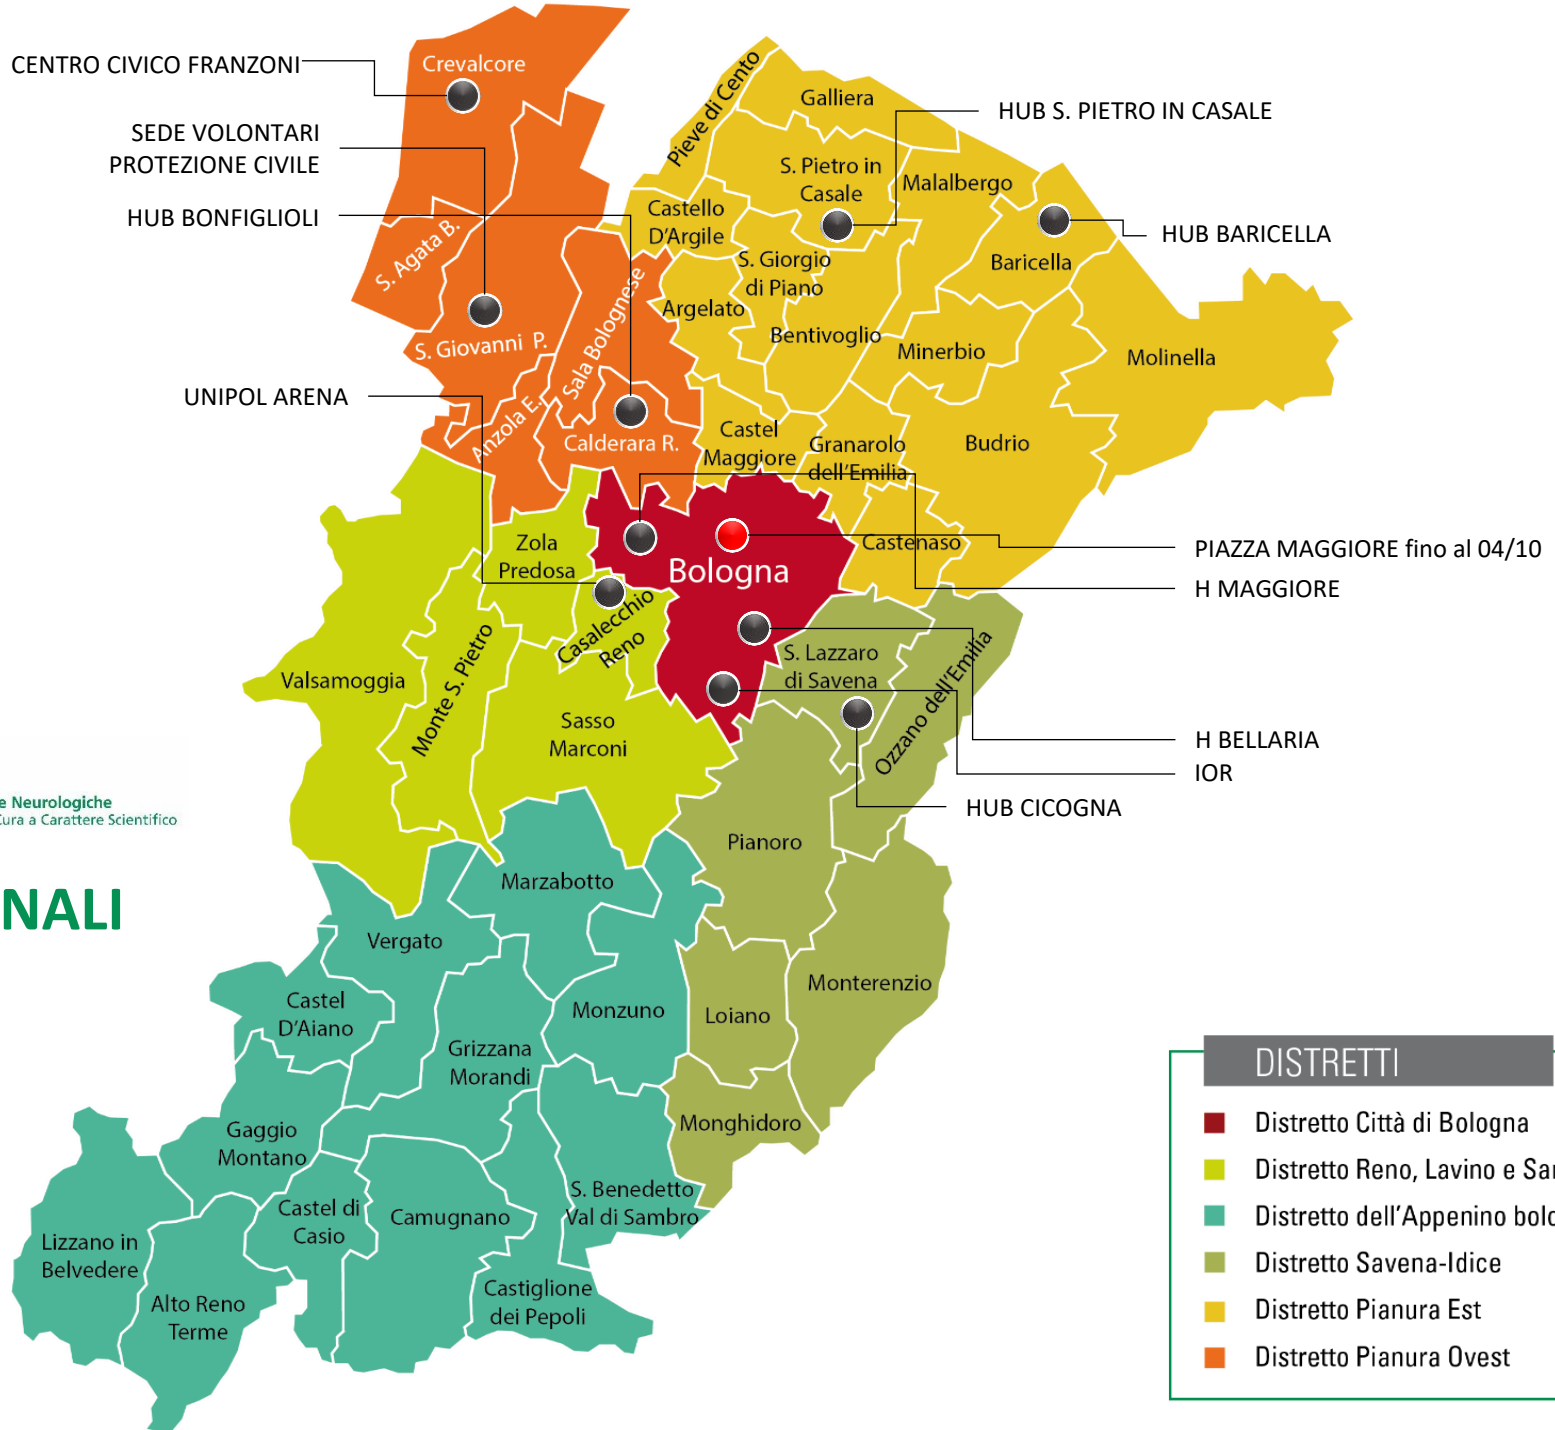 CENTRO CIVICO FRANZONI
SEDE VOLONTARI
PROTEZIONE CIVILE
HUB BONFIGLIOLI
UNIPOL ARENA
HUB S. PIETRO IN CASALE
HUB BARICELLA
PIAZZA MAGGIORE fino al 04/10
H MAGGIORE
H BELLARIA
IOR
HUB CICOGNA
Crevalcore
S. Agata B.
S. Giovanni P.
Anzola E.
Sala Bolognese
Calderara R.
Pieve di Cento
Galliera
S. Pietro in
Casale
Malalbergo
Castello
D'Argile
S. Giorgio
di Piano
Baricella
Argelato
Bentivoglio
Minerbio
Molinella
Castel
Maggiore
Granarolo
dell'Emilia
Budrio
Castenaso
Bologna
Zola
Predosa
Casalecchio
Reno
Valsamoggia
Monte S. Pietro
Sasso
Marconi
S. Lazzaro
di Savena
Ozzano dell'Emilia
Pianoro
Marzabotto
Vergato
Castel
D'Aiano
Monzuno
Loiano
Monterenzio
Grizzana
Morandi
Monghidoro
Gaggio
Montano
S. Benedetto
Val di Sambro
Castel di
Casio
Camugnano
Lizzano in
Belvedere
Alto Reno
Terme
Castiglione
dei Pepoli
e Neurologiche
Cura a Carattere Scientifico
NALI
DISTRETTI
Distretto Città di Bologna
Distretto Reno, Lavino e Sa
Distretto dell'Appenino bolo
Distretto Savena-Idice
Distretto Pianura Est
Distretto Pianura Ovest